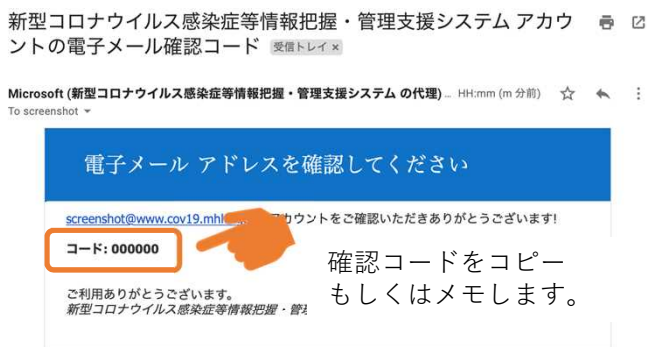 新型コロナウイルス感染症等情報把握・管理支援システム アカウ
ントの電子メール確認コード 受信トレイ ×
Microsoft (新型コロナウイルス感染症等情報把握・管理支援システム の代理) .. HH:mm (m 分前)
To screenshot
電子メール アドレスを確認してください
screenshot@www.cov19.mh アカウントをご確認いただきありがとうございます!
コード: 000000
確認コードをコピー
もしくはメモします。
ご利用ありがとうございます。
新型コロナウイルス感染症等情報把握・管